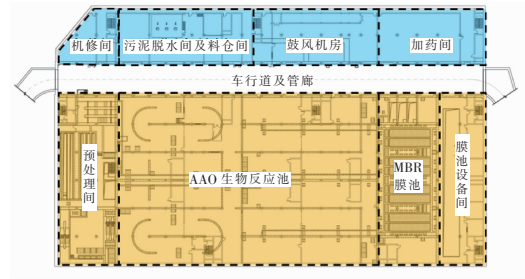 机修间 污泥脱水间及料仓间 鼓风机房 加药间
车行道及管廊
预处理间
AAO 生物反应池
MBR
膜池
膜池设备间